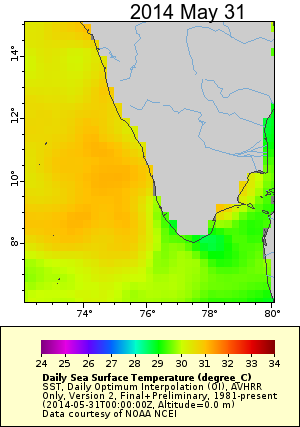 2014 May 31
14°
12°
10°
8°
74°
76°
78°
80°
24 25 26 27 28 29 30 31 32 33 34
Daily Sea Surface Temperature (degree_C)
SST, Daily Optimum Interpolation (OI), AVHRR
Only, Version 2, Final+Preliminary, 1981-present
(2014-05-31T00:00:00Z, Altitude=0.0 m)
Data courtesy of NOAA NCEI